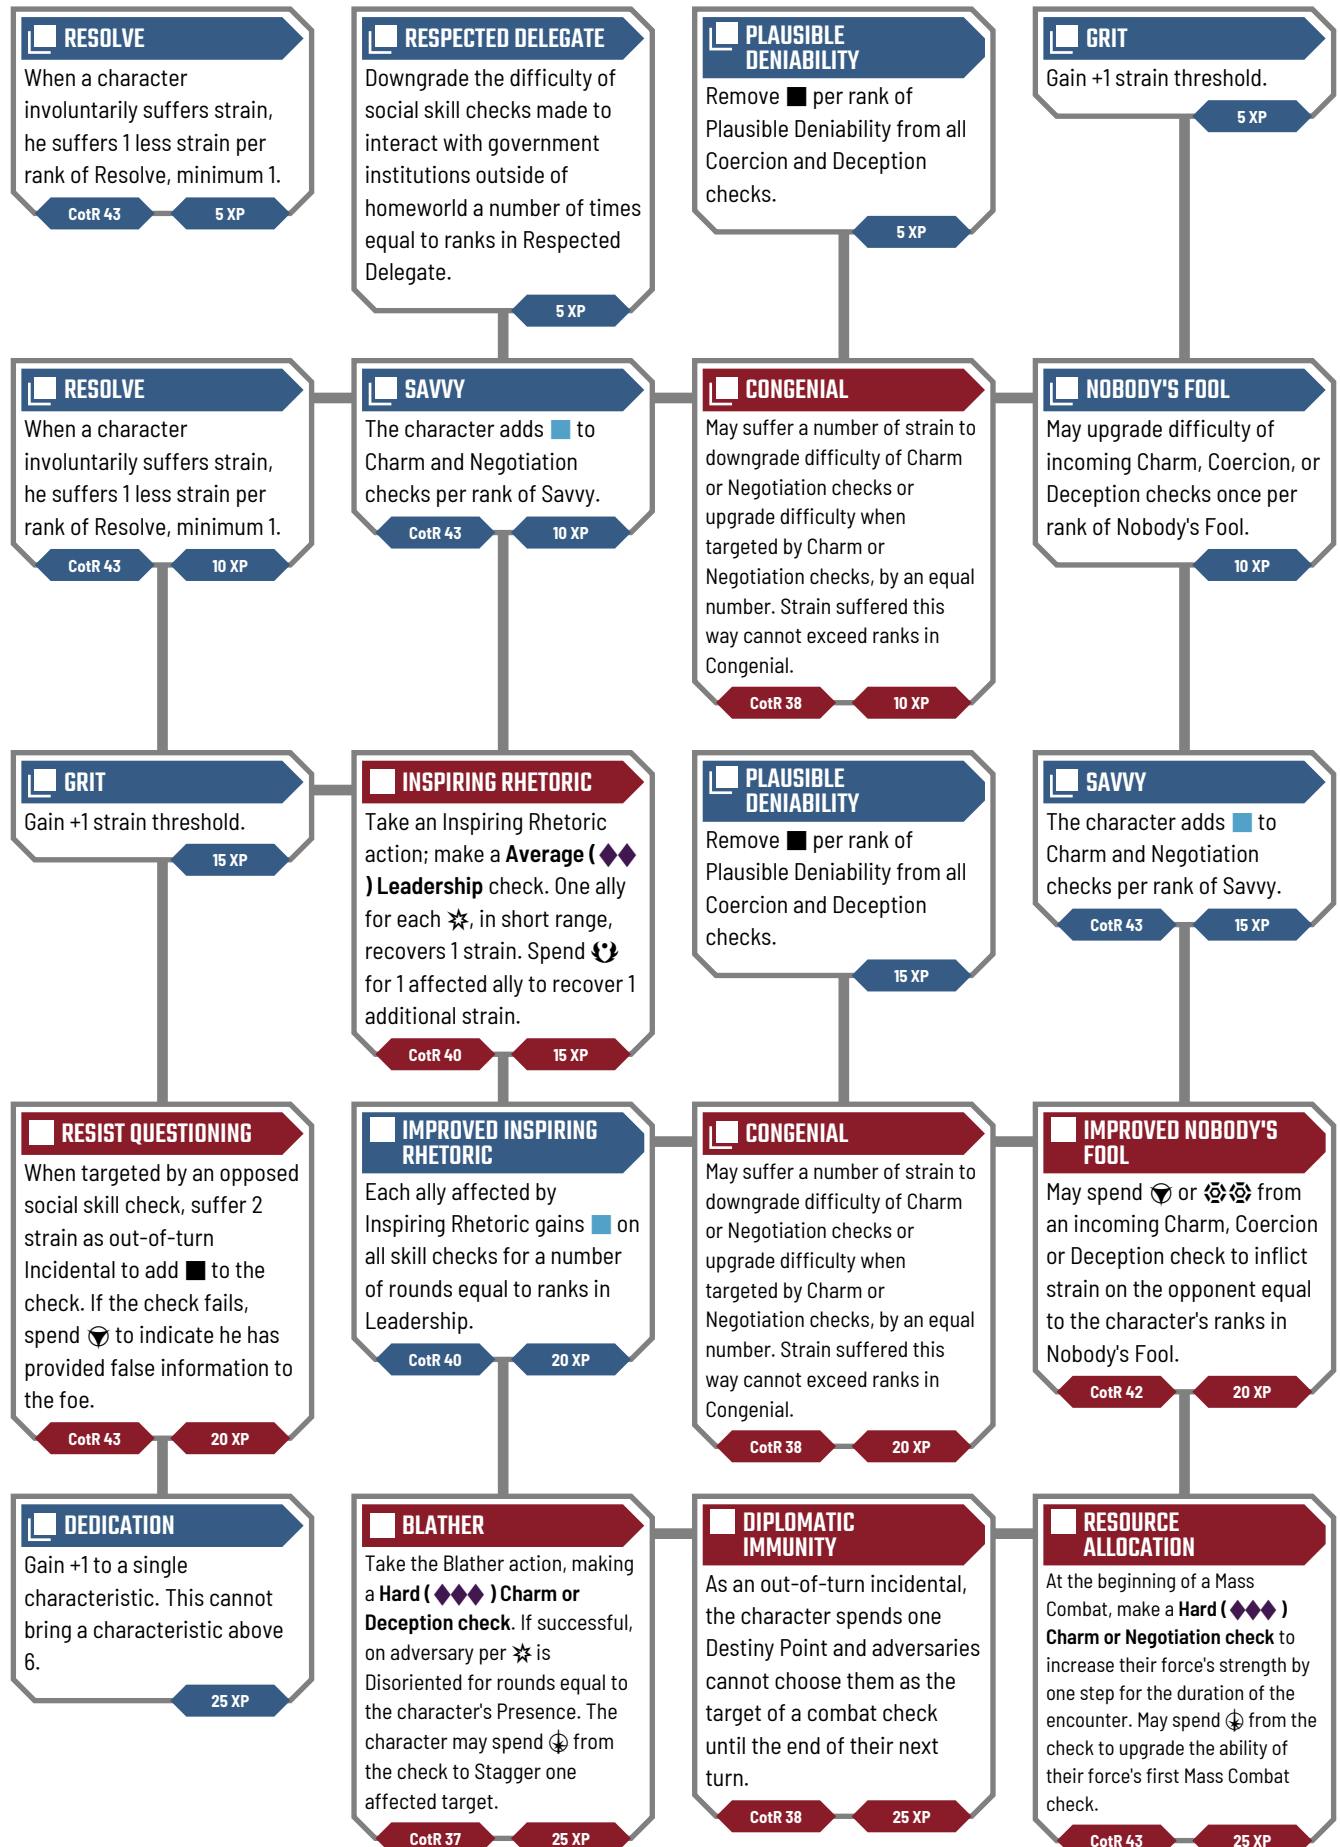 RESOLVE
When a character
involuntarily suffers strain,
he suffers 1 less strain per
rank of Resolve, minimum 1.
CotR 43 5 XP
RESPECTED DELEGATE
Downgrade the difficulty of
social skill checks made to
interact with government
institutions outside of
homeworld a number of times
equal to ranks in Respected
Delegate.
5 XP
PLAUSIBLE
DENIABILITY
Remove per rank of
Plausible Deniability from all
Coercion and Deception
checks.
5 XP
GRIT
Gain +1 strain threshold.
5 XP
RESOLVE
When a character
involuntarily suffers strain,
he suffers 1 less strain per
rank of Resolve, minimum 1.
CotR 43 10 XP
SAVVY
The character adds to
Charm and Negotiation
checks per rank of Savvy.
CotR 43 10 XP
CONGENIAL
May suffer a number of strain to
downgrade difficulty of Charm
or Negotiation checks or
upgrade difficulty when
targeted by Charm or
Negotiation checks, by an equal
number. Strain suffered this
way cannot exceed ranks in
Congenial.
CotR 38 10 XP
NOBODY'S FOOL
May upgrade difficulty of
incoming Charm, Coercion, or
Deception checks once per
rank of Nobody's Fool.
10 XP
GRIT
Gain +1 strain threshold.
15 XP
INSPIRING RHETORIC
Take an Inspiring Rhetoric
action; make a Average (◆◆
) Leadership check. One ally
for each , in short range,
recovers 1 strain. Spend
for 1 affected ally to recover 1
additional strain.
CotR 40 15 XP
PLAUSIBLE
DENIABILITY
Remove per rank of
Plausible Deniability from all
Coercion and Deception
checks.
15 XP
SAVVY
The character adds to
Charm and Negotiation
checks per rank of Savvy.
CotR 43 15 XP
RESIST QUESTIONING
When targeted by an opposed
social skill check, suffer 2
strain as out-of-turn
Incidental to add to the
check. If the check fails,
spend to indicate he has
provided false information to
the foe.
CotR 43 20 XP
IMPROVED INSPIRING
RHETORIC
Each ally affected by
Inspiring Rhetoric gains on
all skill checks for a number
of rounds equal to ranks in
Leadership.
CotR 40 20 XP
CONGENIAL
May suffer a number of strain to
downgrade difficulty of Charm
or Negotiation checks or
upgrade difficulty when
targeted by Charm or
Negotiation checks, by an equal
number. Strain suffered this
way cannot exceed ranks in
Congenial.
CotR 38 20 XP
IMPROVED NOBODY'S
FOOL
May spend or from
an incoming Charm, Coercion
or Deception check to inflict
strain on the opponent equal
to the character's ranks in
Nobody's Fool.
CotR 42 20 XP
DEDICATION
Gain +1 to a single
characteristic. This cannot
bring a characteristic above
6.
25 XP
BLATHER
Take the Blather action, making
a Hard (◆◆◆) Charm or
Deception check. If successful,
on adversary per is
Disoriented for rounds equal to
the character's Presence. The
character may spend from
the check to Stagger one
affected target.
CotR 37 25 XP
DIPLOMATIC
IMMUNITY
As an out-of-turn incidental,
the character spends one
Destiny Point and adversaries
cannot choose them as the
target of a combat check
until the end of their next
turn.
CotR 38 25 XP
RESOURCE
ALLOCATION
At the beginning of a Mass
Combat, make a Hard (◆◆◆)
Charm or Negotiation check to
increase their force's strength by
one step for the duration of the
encounter. May spend from the
check to upgrade the ability of
their force's first Mass Combat
check.
CotR 43 25 XP